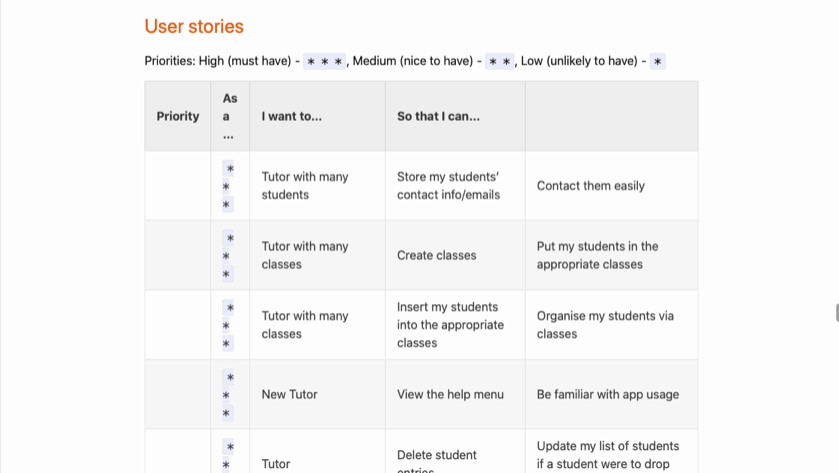 User stories
Priorities: High (must have) - * * * , Medium (nice to have) - * * , Low (unlikely to have) - *
Priority
As
a
...
I want to...
So that I can...
*
*
*
Tutor with many
students
Store my students'
contact info/emails
Contact them easily
*
*
*
Tutor with many
classes
Create classes
Put my students in the
appropriate classes
*
*
*
Tutor with many
classes
Insert my students
into the appropriate
classes
Organise my students via
classes
*
*
*
New Tutor
View the help menu
Be familiar with app usage
*
*
Tutor
Delete student
entries
Update my list of students
if a student were to drop